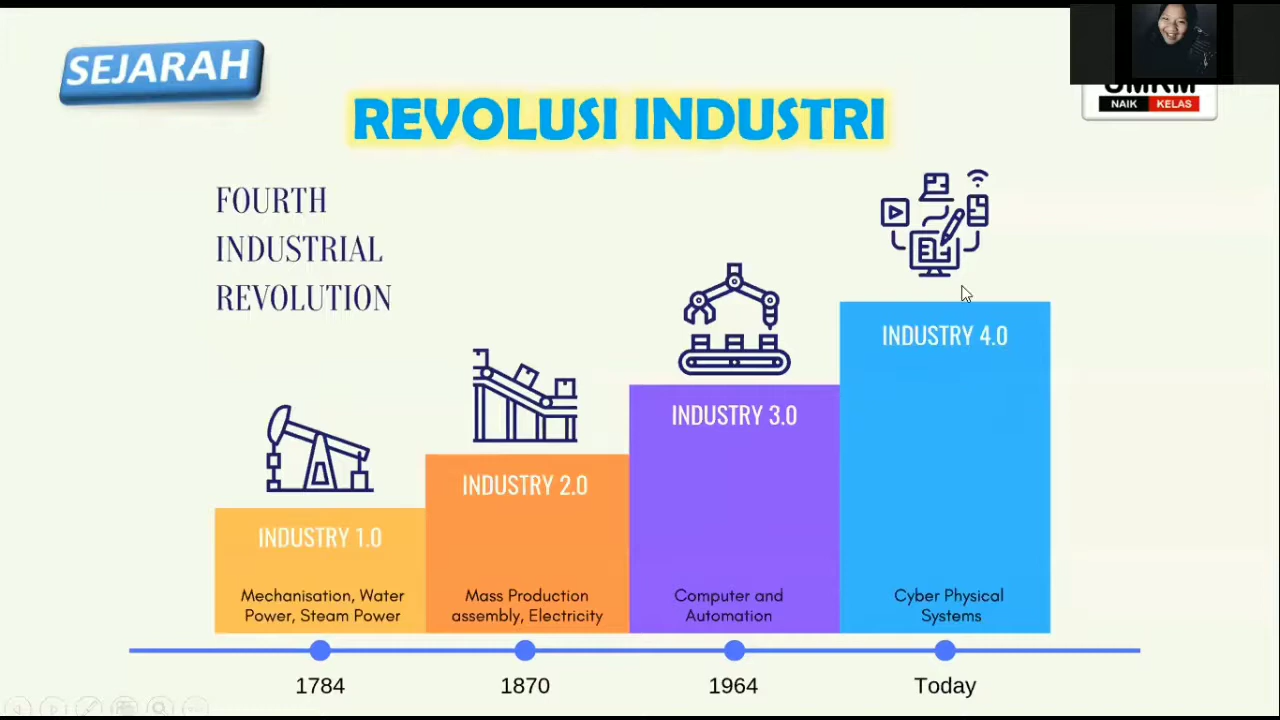 SEJARAH
REVOLUSI INDUSTRI
UMKM
NAIK KELAS
FOURTH
INDUSTRIAL
REVOLUTION
INDUSTRY 4.0
INDUSTRY 3.0
INDUSTRY 2.0
INDUSTRY 1.0
Mechanisation, Water
Power, Steam Power
Mass Production
assembly, Electricity
Computer and
Automation
Cyber Physical
Systems
1784
1870
1964
Today